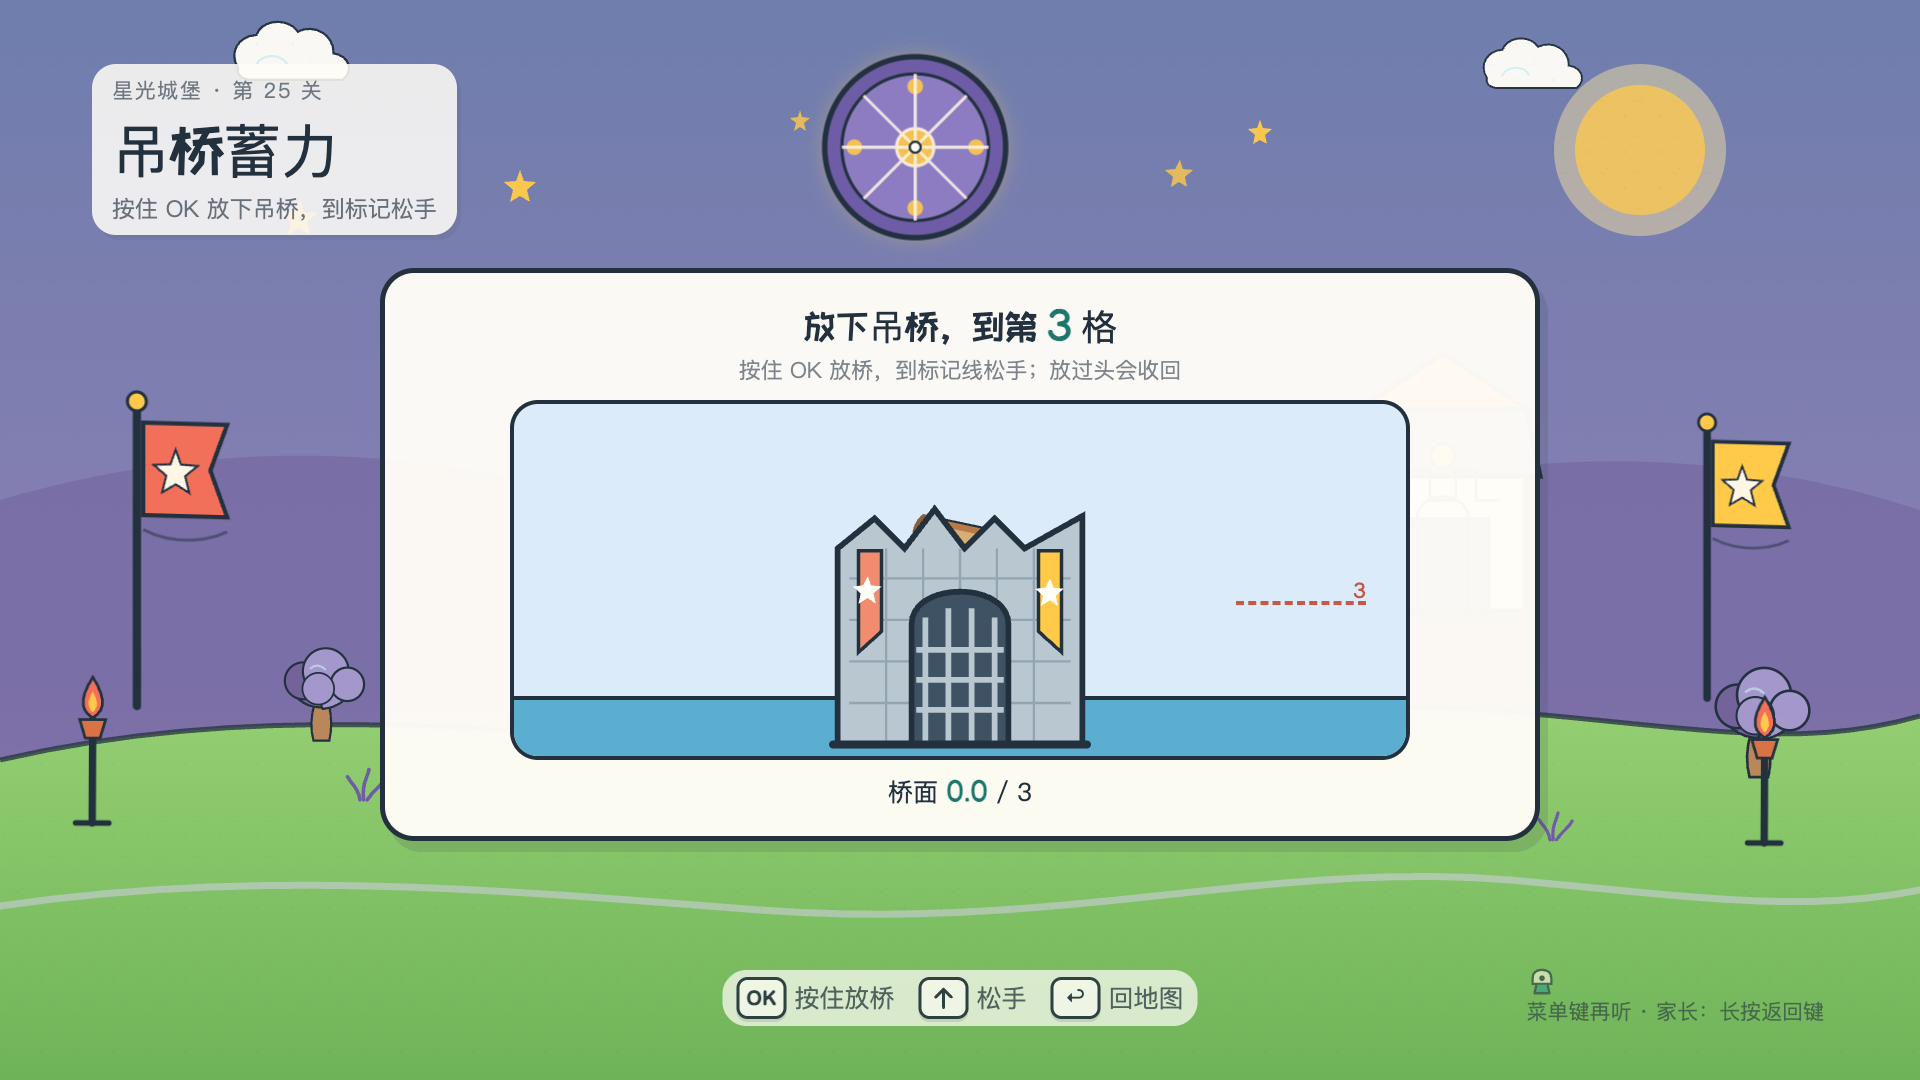 星光城堡 · 第 25 关
吊桥蓄力
按住 OK 放下吊桥，到标记松手
放下吊桥，到第 3 格
按住 OK 放桥，到标记线松手；放过头会收回
3
桥面 0.0 / 3
OK 按住放桥 ↑ 松手 ↩ 回地图
菜单键再听 · 家长：长按返回键